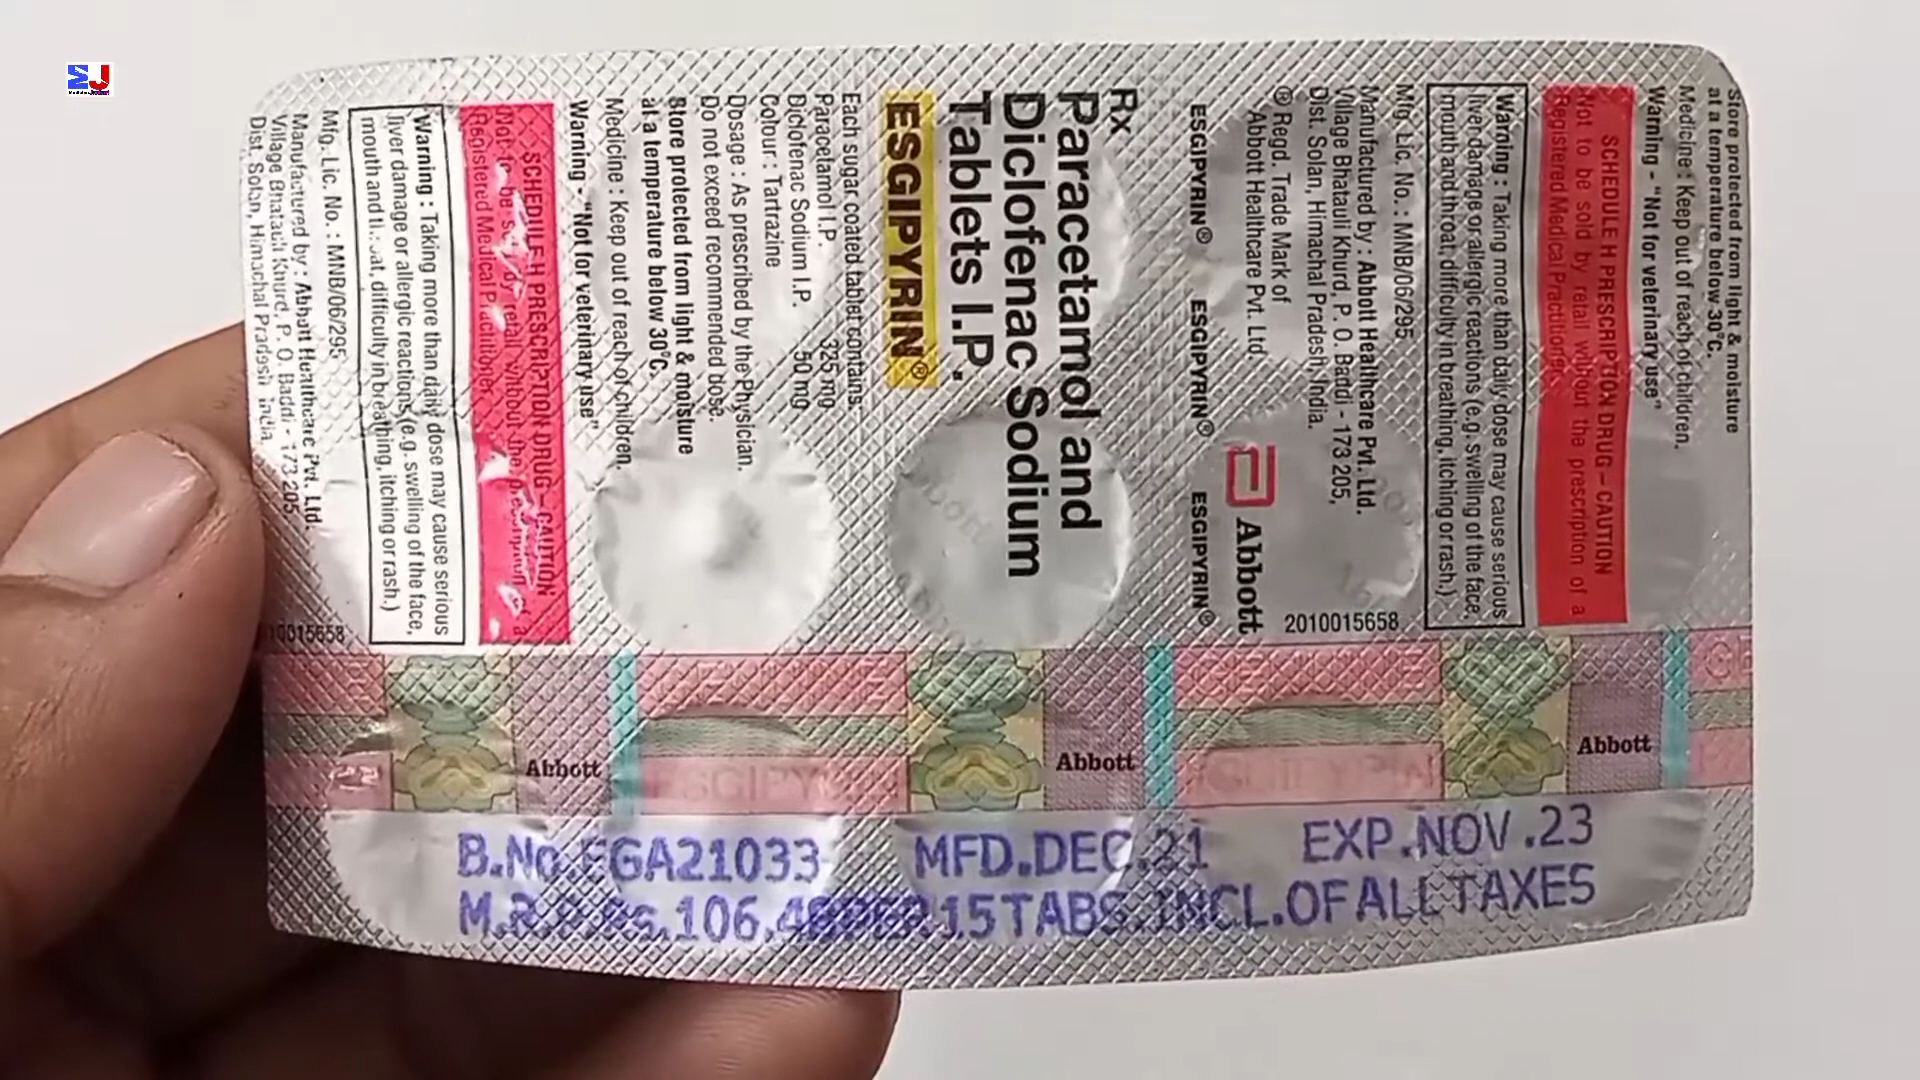 MJ
Rx
Paracetamol and
Diclofenac Sodium
Tablets I.P.
ESGIPYRIN®
Each sugar coated tablet contains:
Paracetamol I.P. 325 mg
Diclofenac Sodium I.P. 50 mg
Colour : Tartrazine
Dosage : As prescribed by the Physician.
Do not exceed recommended dose.
Store protected from light & moisture
at a temperature below 30°C.
Medicine : Keep out of reach of children.
Warning - "Not for veterinary use"
SCHEDULE H PRESCRIPTION DRUG – CAUTION
Not to be sold by retail without the prescription of a
Registered Medical Practitioner.
Warning : Taking more than daily dose may cause serious
liver damage or allergic reactions (e.g. swelling of the face,
mouth and throat, difficulty in breathing, itching or rash.)
Mfg. Lic. No. : MNB/06/295
Manufactured by : Abbott Healthcare Pvt. Ltd.
Village Bhatauli Khurd, P. O. Baddi - 173 205,
Dist. Solan, Himachal Pradesh, India.
10015658
Store protected from light & moisture
at a temperature below 30°C.
Medicine : Keep out of reach of children.
Warning - "Not for veterinary use"
SCHEDULE H PRESCRIPTION DRUG – CAUTION
Not to be sold by retail without the prescription of a
Registered Medical Practitioner.
Warning : Taking more than daily dose may cause serious
liver damage or allergic reactions (e.g. swelling of the face,
mouth and throat, difficulty in breathing, itching or rash.)
Mfg. Lic. No. : MNB/06/295
Manufactured by : Abbott Healthcare Pvt. Ltd.
Village Bhatauli Khurd, P. O. Baddi - 173 205,
Dist. Solan, Himachal Pradesh, India.
® Regd. Trade Mark of
Abbott Healthcare Pvt. Ltd.
Abbott
2010015658
ESGIPYRIN® ESGIPYRIN® ESGIPYRIN®
Abbott Abbott Abbott
ESGIPYRIN
B.No.EGA21033 MFD.DEC.21 EXP.NOV.23
M.R.P.Rs.106.48PER15TABS.INCL.OFALLTAXES